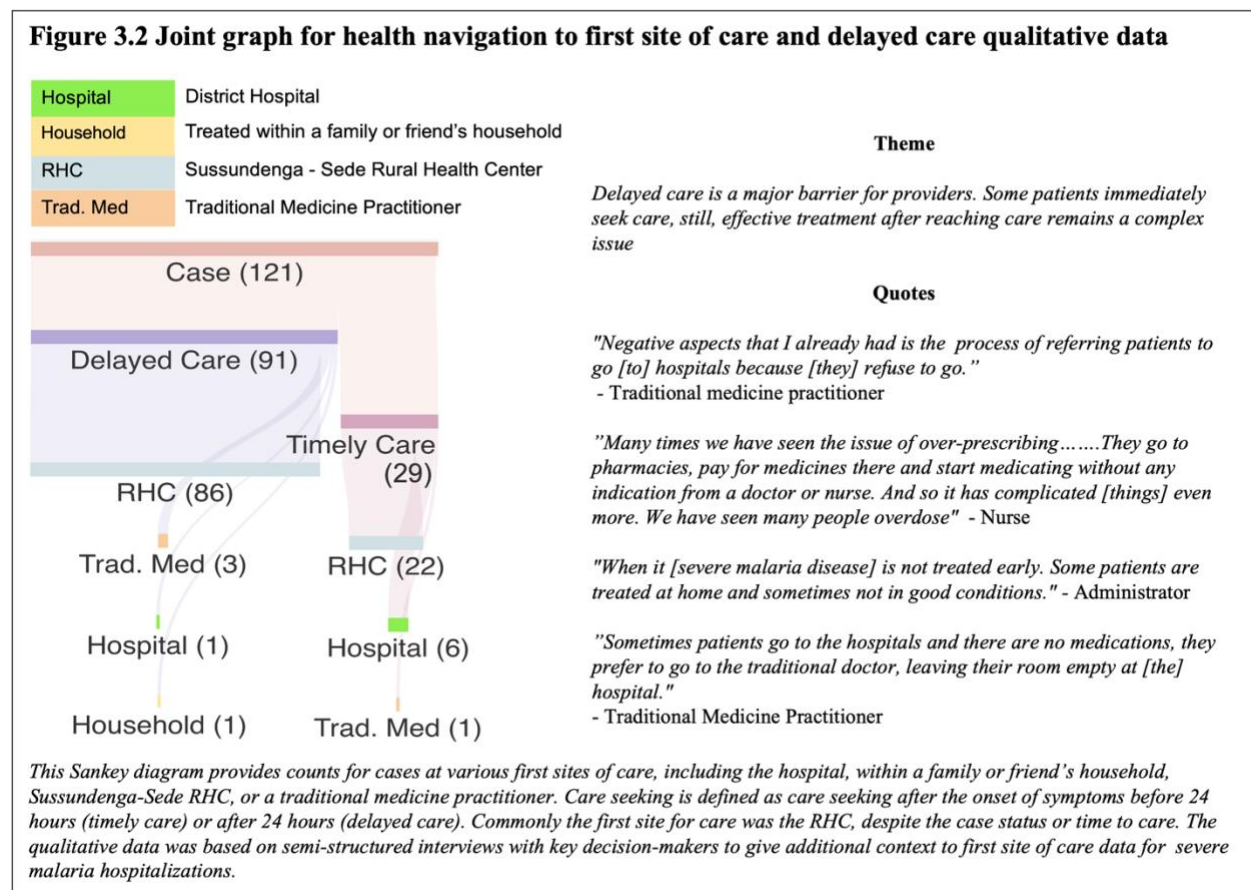 Figure 3.2 Joint graph for health navigation to first site of care and delayed care qualitative data
Hospital District Hospital
Household Treated within a family or friend's household
RHC Sussundenga - Sede Rural Health Center
Trad. Med Traditional Medicine Practitioner
Case (121)
Delayed Care (91)
Timely Care
(29)
RHC (86)
Trad. Med (3)
RHC (22)
Hospital (1)
Hospital (6)
Household (1)
Trad. Med (1)
Theme
Delayed care is a major barrier for providers. Some patients immediately
seek care, still, effective treatment after reaching care remains a complex
issue
Quotes
"Negative aspects that I already had is the process of referring patients to
go [to] hospitals because [they] refuse to go.”
- Traditional medicine practitioner
”Many times we have seen the issue of over-prescribing…….They go to
pharmacies, pay for medicines there and start medicating without any
indication from a doctor or nurse. And so it has complicated [things] even
more. We have seen many people overdose" - Nurse
"When it [severe malaria disease] is not treated early. Some patients are
treated at home and sometimes not in good conditions." - Administrator
”Sometimes patients go to the hospitals and there are no medications, they
prefer to go to the traditional doctor, leaving their room empty at [the]
hospital."
- Traditional Medicine Practitioner
This Sankey diagram provides counts for cases at various first sites of care, including the hospital, within a family or friend’s household,
Sussundenga-Sede RHC, or a traditional medicine practitioner. Care seeking is defined as care seeking after the onset of symptoms before 24
hours (timely care) or after 24 hours (delayed care). Commonly the first site for care was the RHC, despite the case status or time to care. The
qualitative data was based on semi-structured interviews with key decision-makers to give additional context to first site of care data for severe
malaria hospitalizations.